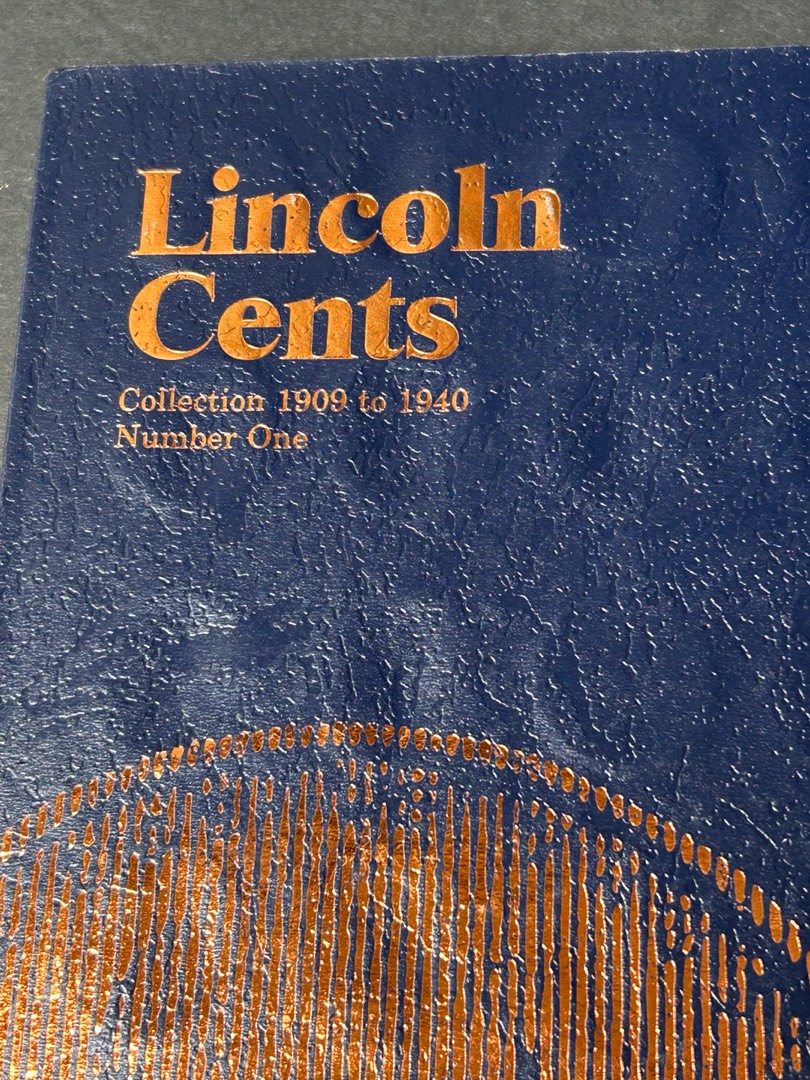 Lincoln
Cents
Collection 1909 to 1940
Number One